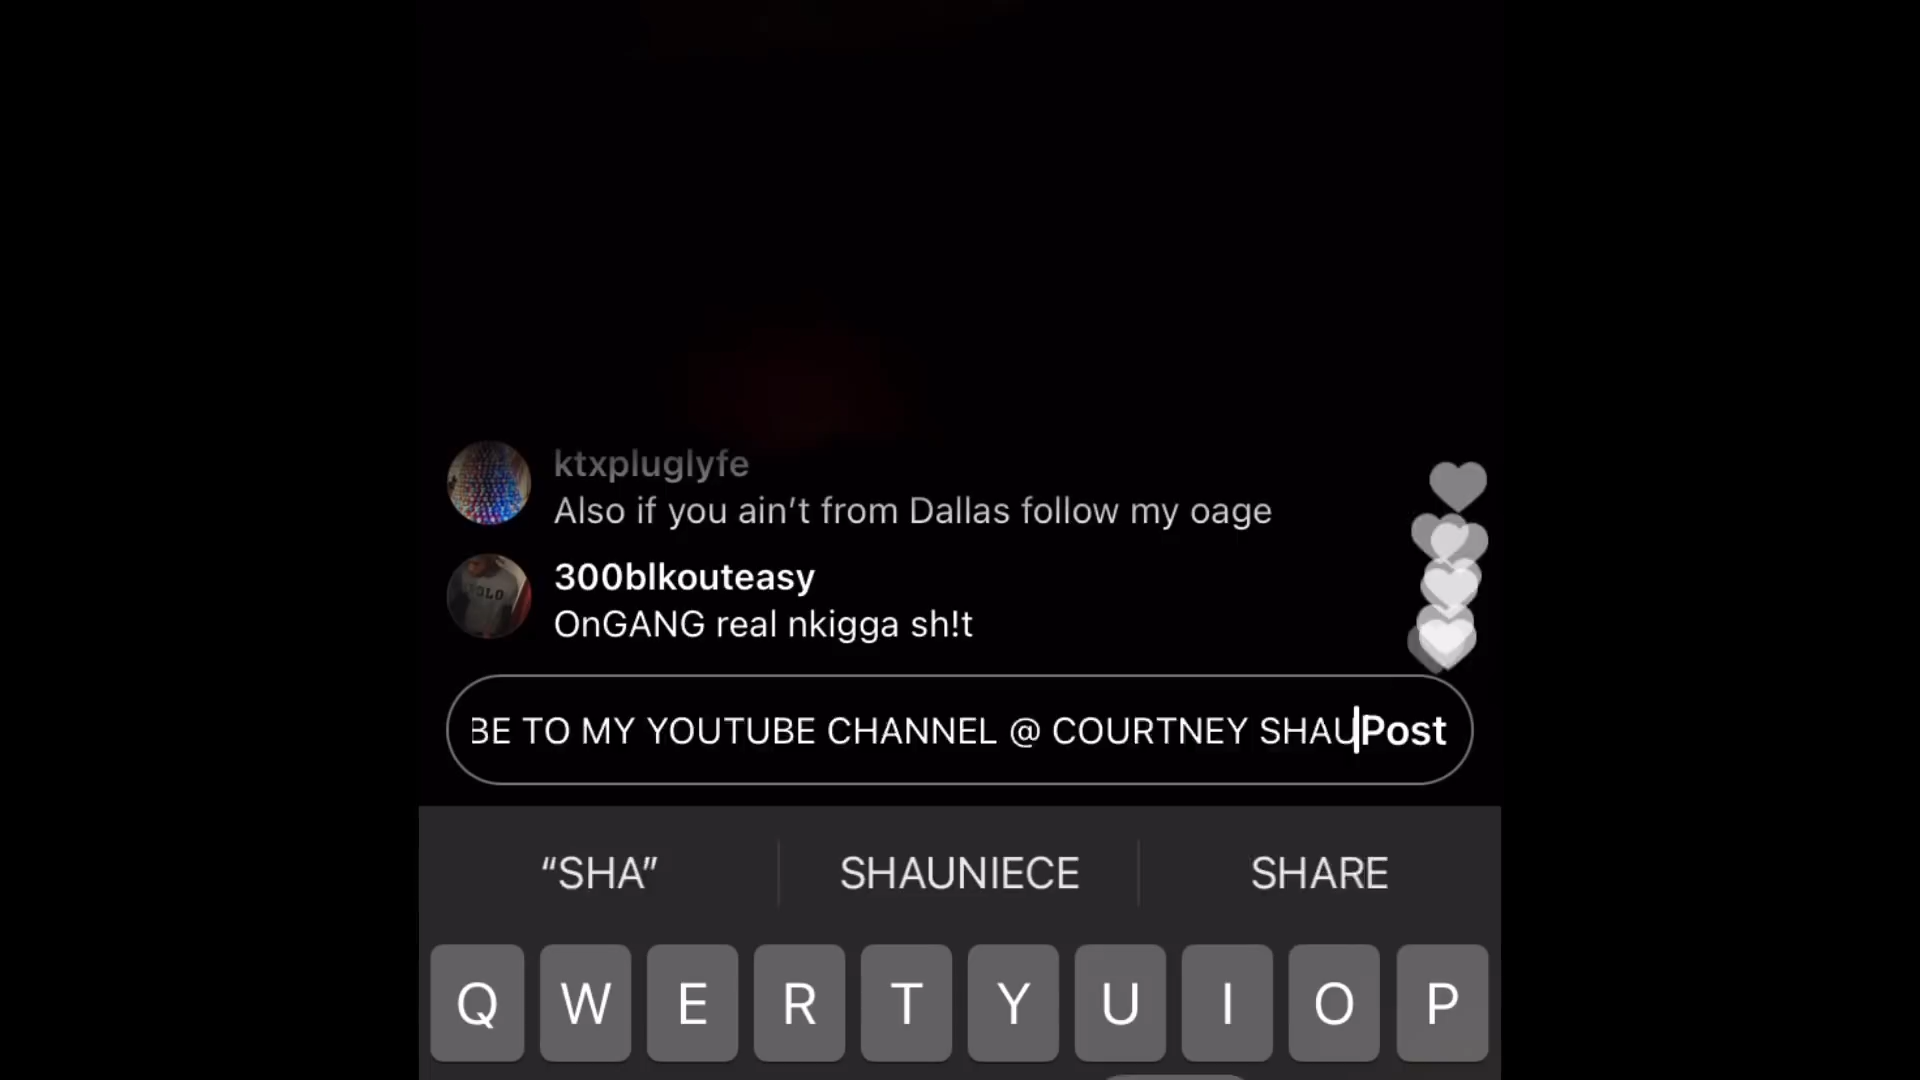 ktxpluglyfe
Also if you ain’t from Dallas follow my oage
300blkouteasy
OnGANG real nkigga sh!t
BE TO MY YOUTUBE CHANNEL @ COURTNEY SHAU Post
“SHA” SHAUNIECE SHARE
Q W E R T Y U I O P